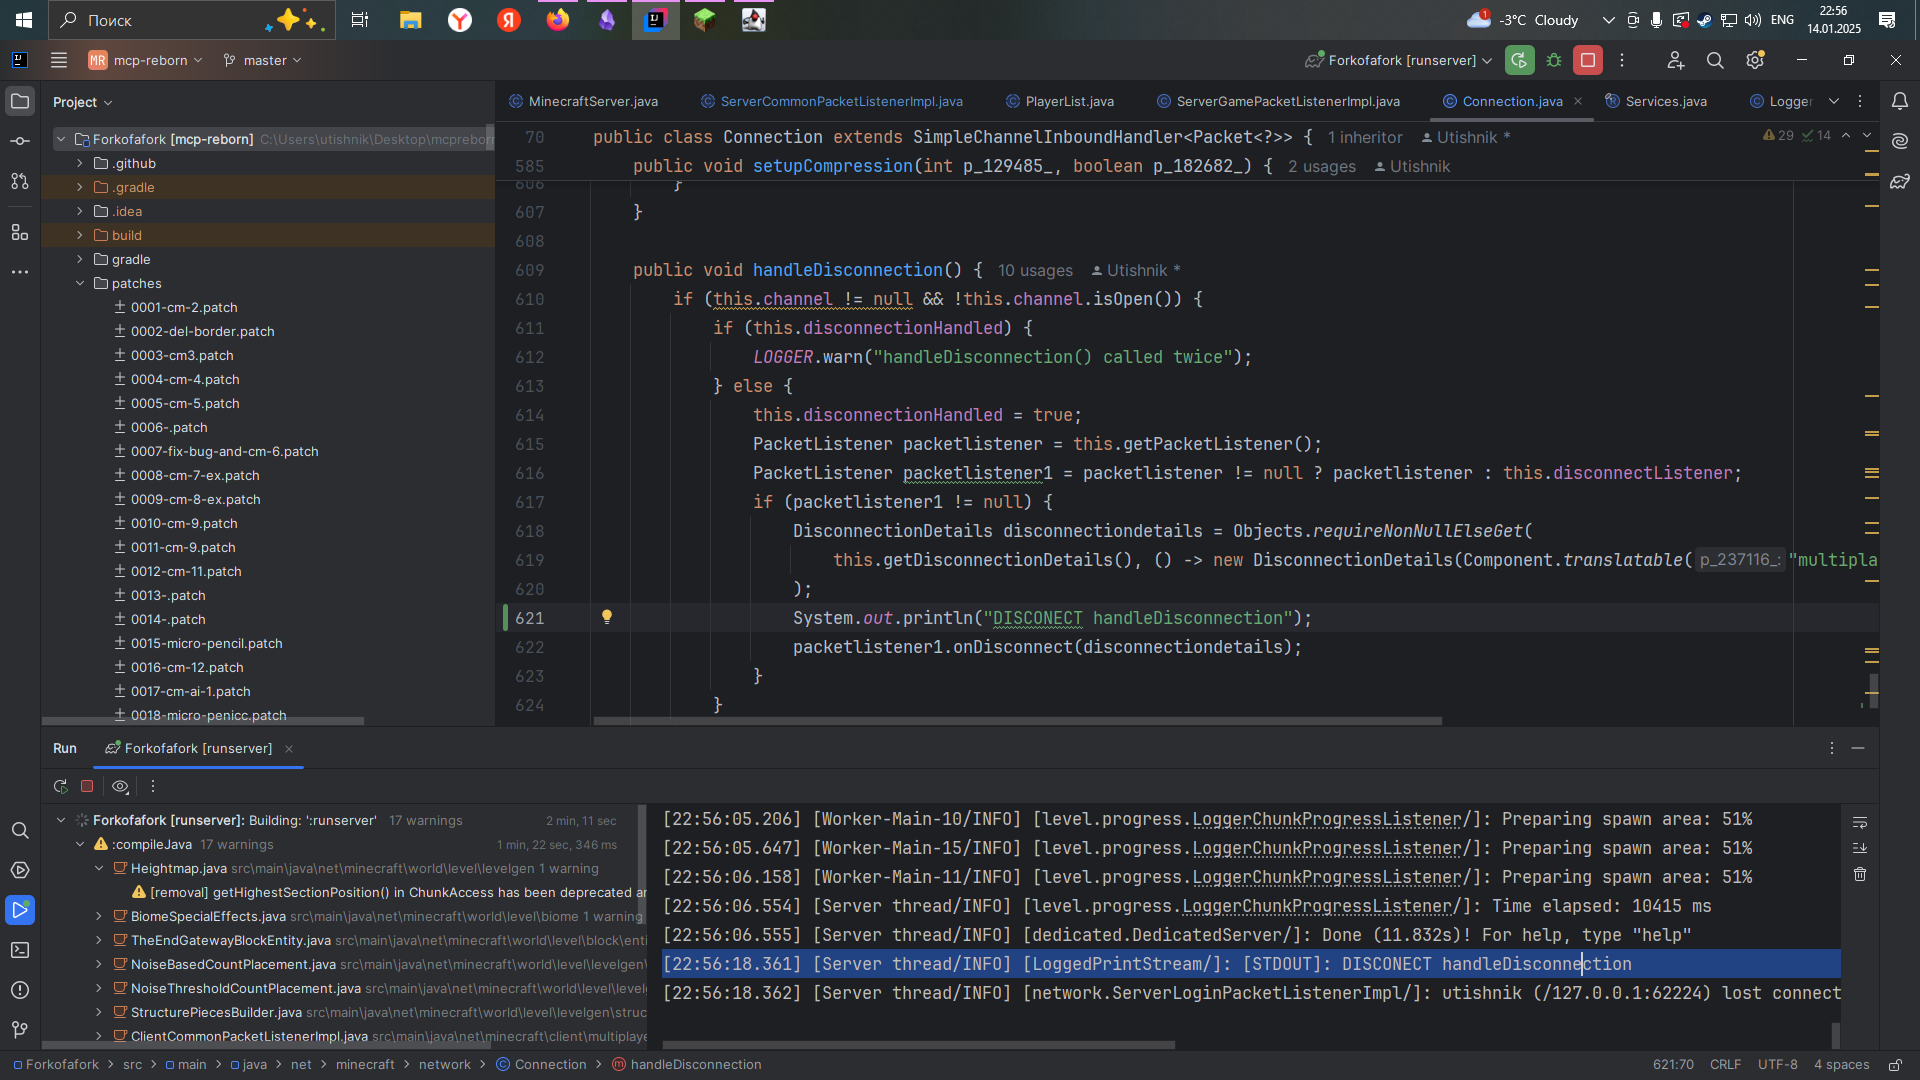 Поиск
-3°C Cloudy
ENG
22:56
14.01.2025
MR mcp-reborn
master
Forkofafork [runserver]
Project
MinecraftServer.java
ServerCommonPacketListenerImpl.java
PlayerList.java
ServerGamePacketListenerImpl.java
Connection.java
Services.java
Logger
Forkofafork [mcp-reborn] C:\Users\utishnik\Desktop\mcprebor
.github
.gradle
.idea
build
gradle
patches
0001-cm-2.patch
0002-del-border.patch
0003-cm3.patch
0004-cm-4.patch
0005-cm-5.patch
0006-.patch
0007-fix-bug-and-cm-6.patch
0008-cm-7-ex.patch
0009-cm-8-ex.patch
0010-cm-9.patch
0011-cm-9.patch
0012-cm-11.patch
0013-.patch
0014-.patch
0015-micro-pencil.patch
0016-cm-12.patch
0017-cm-ai-1.patch
0018-micro-penicc.patch
70 public class Connection extends SimpleChannelInboundHandler<Packet<?>> { 1 inheritor Utishnik *
29 14
585 public void setupCompression(int p_129485_, boolean p_182682_) { 2 usages Utishnik
606 }
607 }
608
609 public void handleDisconnection() { 10 usages Utishnik *
610 if (this.channel != null && !this.channel.isOpen()) {
611 if (this.disconnectionHandled) {
612 LOGGER.warn("handleDisconnection() called twice");
613 } else {
614 this.disconnectionHandled = true;
615 PacketListener packetlistener = this.getPacketListener();
616 PacketListener packetlistener1 = packetlistener != null ? packetlistener : this.disconnectListener;
617 if (packetlistener1 != null) {
618 DisconnectionDetails disconnectiondetails = Objects.requireNonNullElseGet(
619 this.getDisconnectionDetails(), () -> new DisconnectionDetails(Component.translatable( p_237116_: "multipla
620 );
621 System.out.println("DISCONECT handleDisconnection");
622 packetlistener1.onDisconnect(disconnectiondetails);
623 }
624 }
Run
Forkofafork [runserver]
Forkofafork [runserver]: Building: ':runserver' 17 warnings 2 min, 11 sec
:compileJava 17 warnings 1 min, 22 sec, 346 ms
Heightmap.java src\main\java\net\minecraft\world\level\levelgen 1 warning
[removal] getHighestSectionPosition() in ChunkAccess has been deprecated an
BiomeSpecialEffects.java src\main\java\net\minecraft\world\level\biome 1 warning
TheEndGatewayBlockEntity.java src\main\java\net\minecraft\world\level\block\enti
NoiseBasedCountPlacement.java src\main\java\net\minecraft\world\level\levelgen\
NoiseThresholdCountPlacement.java src\main\java\net\minecraft\world\level\level
StructurePiecesBuilder.java src\main\java\net\minecraft\world\level\levelgen\struc
ClientCommonPacketListenerImpl.java src\main\java\net\minecraft\client\multiplaye
[22:56:05.206] [Worker-Main-10/INFO] [level.progress.LoggerChunkProgressListener/]: Preparing spawn area: 51%
[22:56:05.647] [Worker-Main-15/INFO] [level.progress.LoggerChunkProgressListener/]: Preparing spawn area: 51%
[22:56:06.158] [Worker-Main-11/INFO] [level.progress.LoggerChunkProgressListener/]: Preparing spawn area: 51%
[22:56:06.554] [Server thread/INFO] [level.progress.LoggerChunkProgressListener/]: Time elapsed: 10415 ms
[22:56:06.555] [Server thread/INFO] [dedicated.DedicatedServer/]: Done (11.832s)! For help, type "help"
[22:56:18.361] [Server thread/INFO] [LoggedPrintStream/]: [STDOUT]: DISCONECT handleDisconnection
[22:56:18.362] [Server thread/INFO] [network.ServerLoginPacketListenerImpl/]: utishnik (/127.0.0.1:62224) lost connect
Forkofafork > src > main > java > net > minecraft > network > Connection > handleDisconnection
621:70 CRLF UTF-8 4 spaces